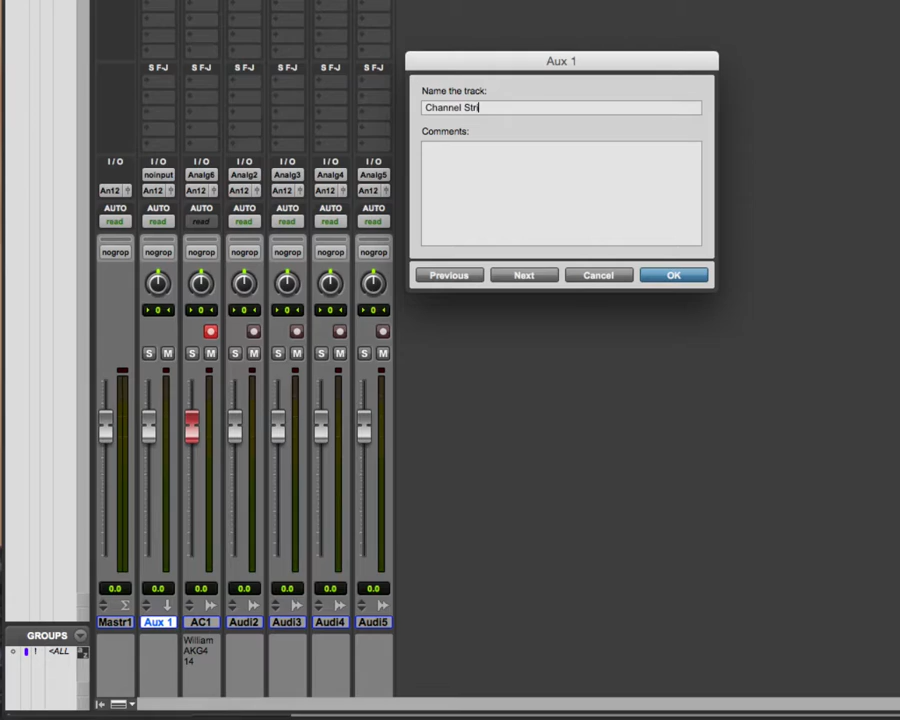 S F-J S F-J S F-J S F-J S F-J S F-J
I/O I/O I/O I/O I/O I/O I/O
noinput Analg6 Analg2 Analg3 Analg4 Analg5
An12 An12 An12 An12 An12 An12 An12
AUTO AUTO AUTO AUTO AUTO AUTO AUTO
read read read read read read read
nogrop nogrop nogrop nogrop nogrop nogrop nogrop
0 0 0 0 0 0
S M S M S M S M S M S M
0.0 0.0 0.0 0.0 0.0 0.0 0.0
Mastr1 Aux 1 AC1 Audi2 Audi3 Audi4 Audi5
William
AKG4
14
GROUPS
1 <ALL
Aux 1
Name the track:
Channel Stri
Comments:
Previous Next Cancel OK